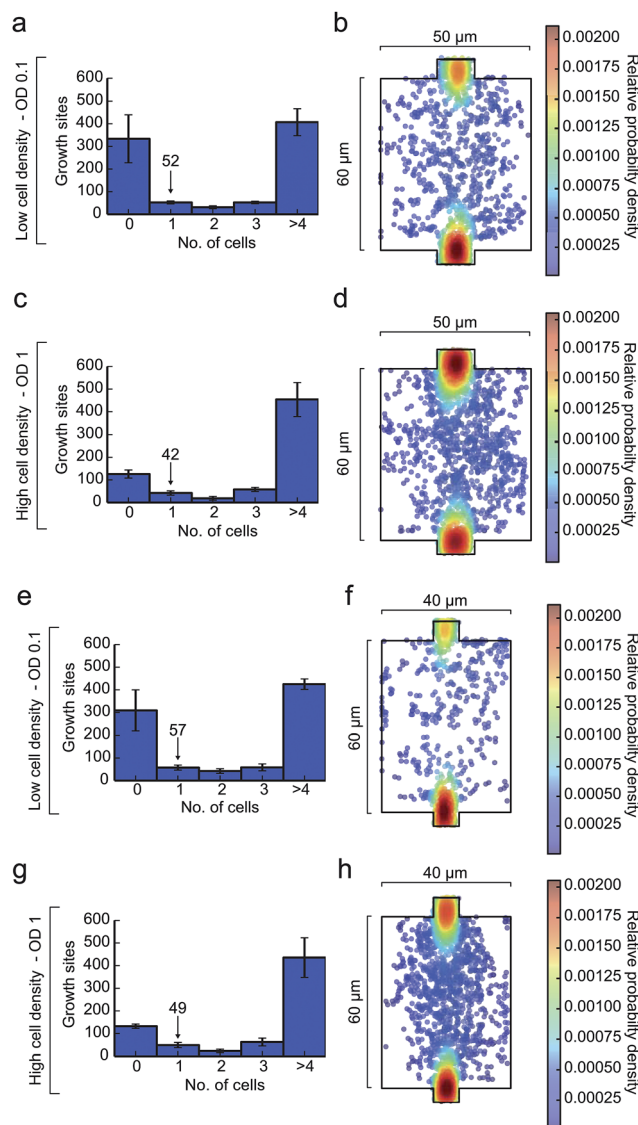 a
Low cell density - OD 0.1
Growth sites
600
500
400
300
200
100
0
52
0 1 2 3 >4
No. of cells
b
50 µm
60 µm
0.00200
0.00175
0.00150
0.00125
0.00100
0.00075
0.00050
0.00025
Relative probability density
c
High cell density - OD 1
Growth sites
600
500
400
300
200
100
0
42
0 1 2 3 >4
No. of cells
d
50 µm
60 µm
0.00200
0.00175
0.00150
0.00125
0.00100
0.00075
0.00050
0.00025
Relative probabilty density
e
Low cell density - OD 0.1
Growth sites
600
500
400
300
200
100
0
57
0 1 2 3 >4
No. of cells
f
40 µm
60 µm
0.00200
0.00175
0.00150
0.00125
0.00100
0.00075
0.00050
0.00025
Relative probability density
g
High cell density - OD 1
Growth sites
600
500
400
300
200
100
0
49
0 1 2 3 >4
No. of cells
h
40 µm
60 µm
0.00200
0.00175
0.00150
0.00125
0.00100
0.00075
0.00050
0.00025
Relative probability density